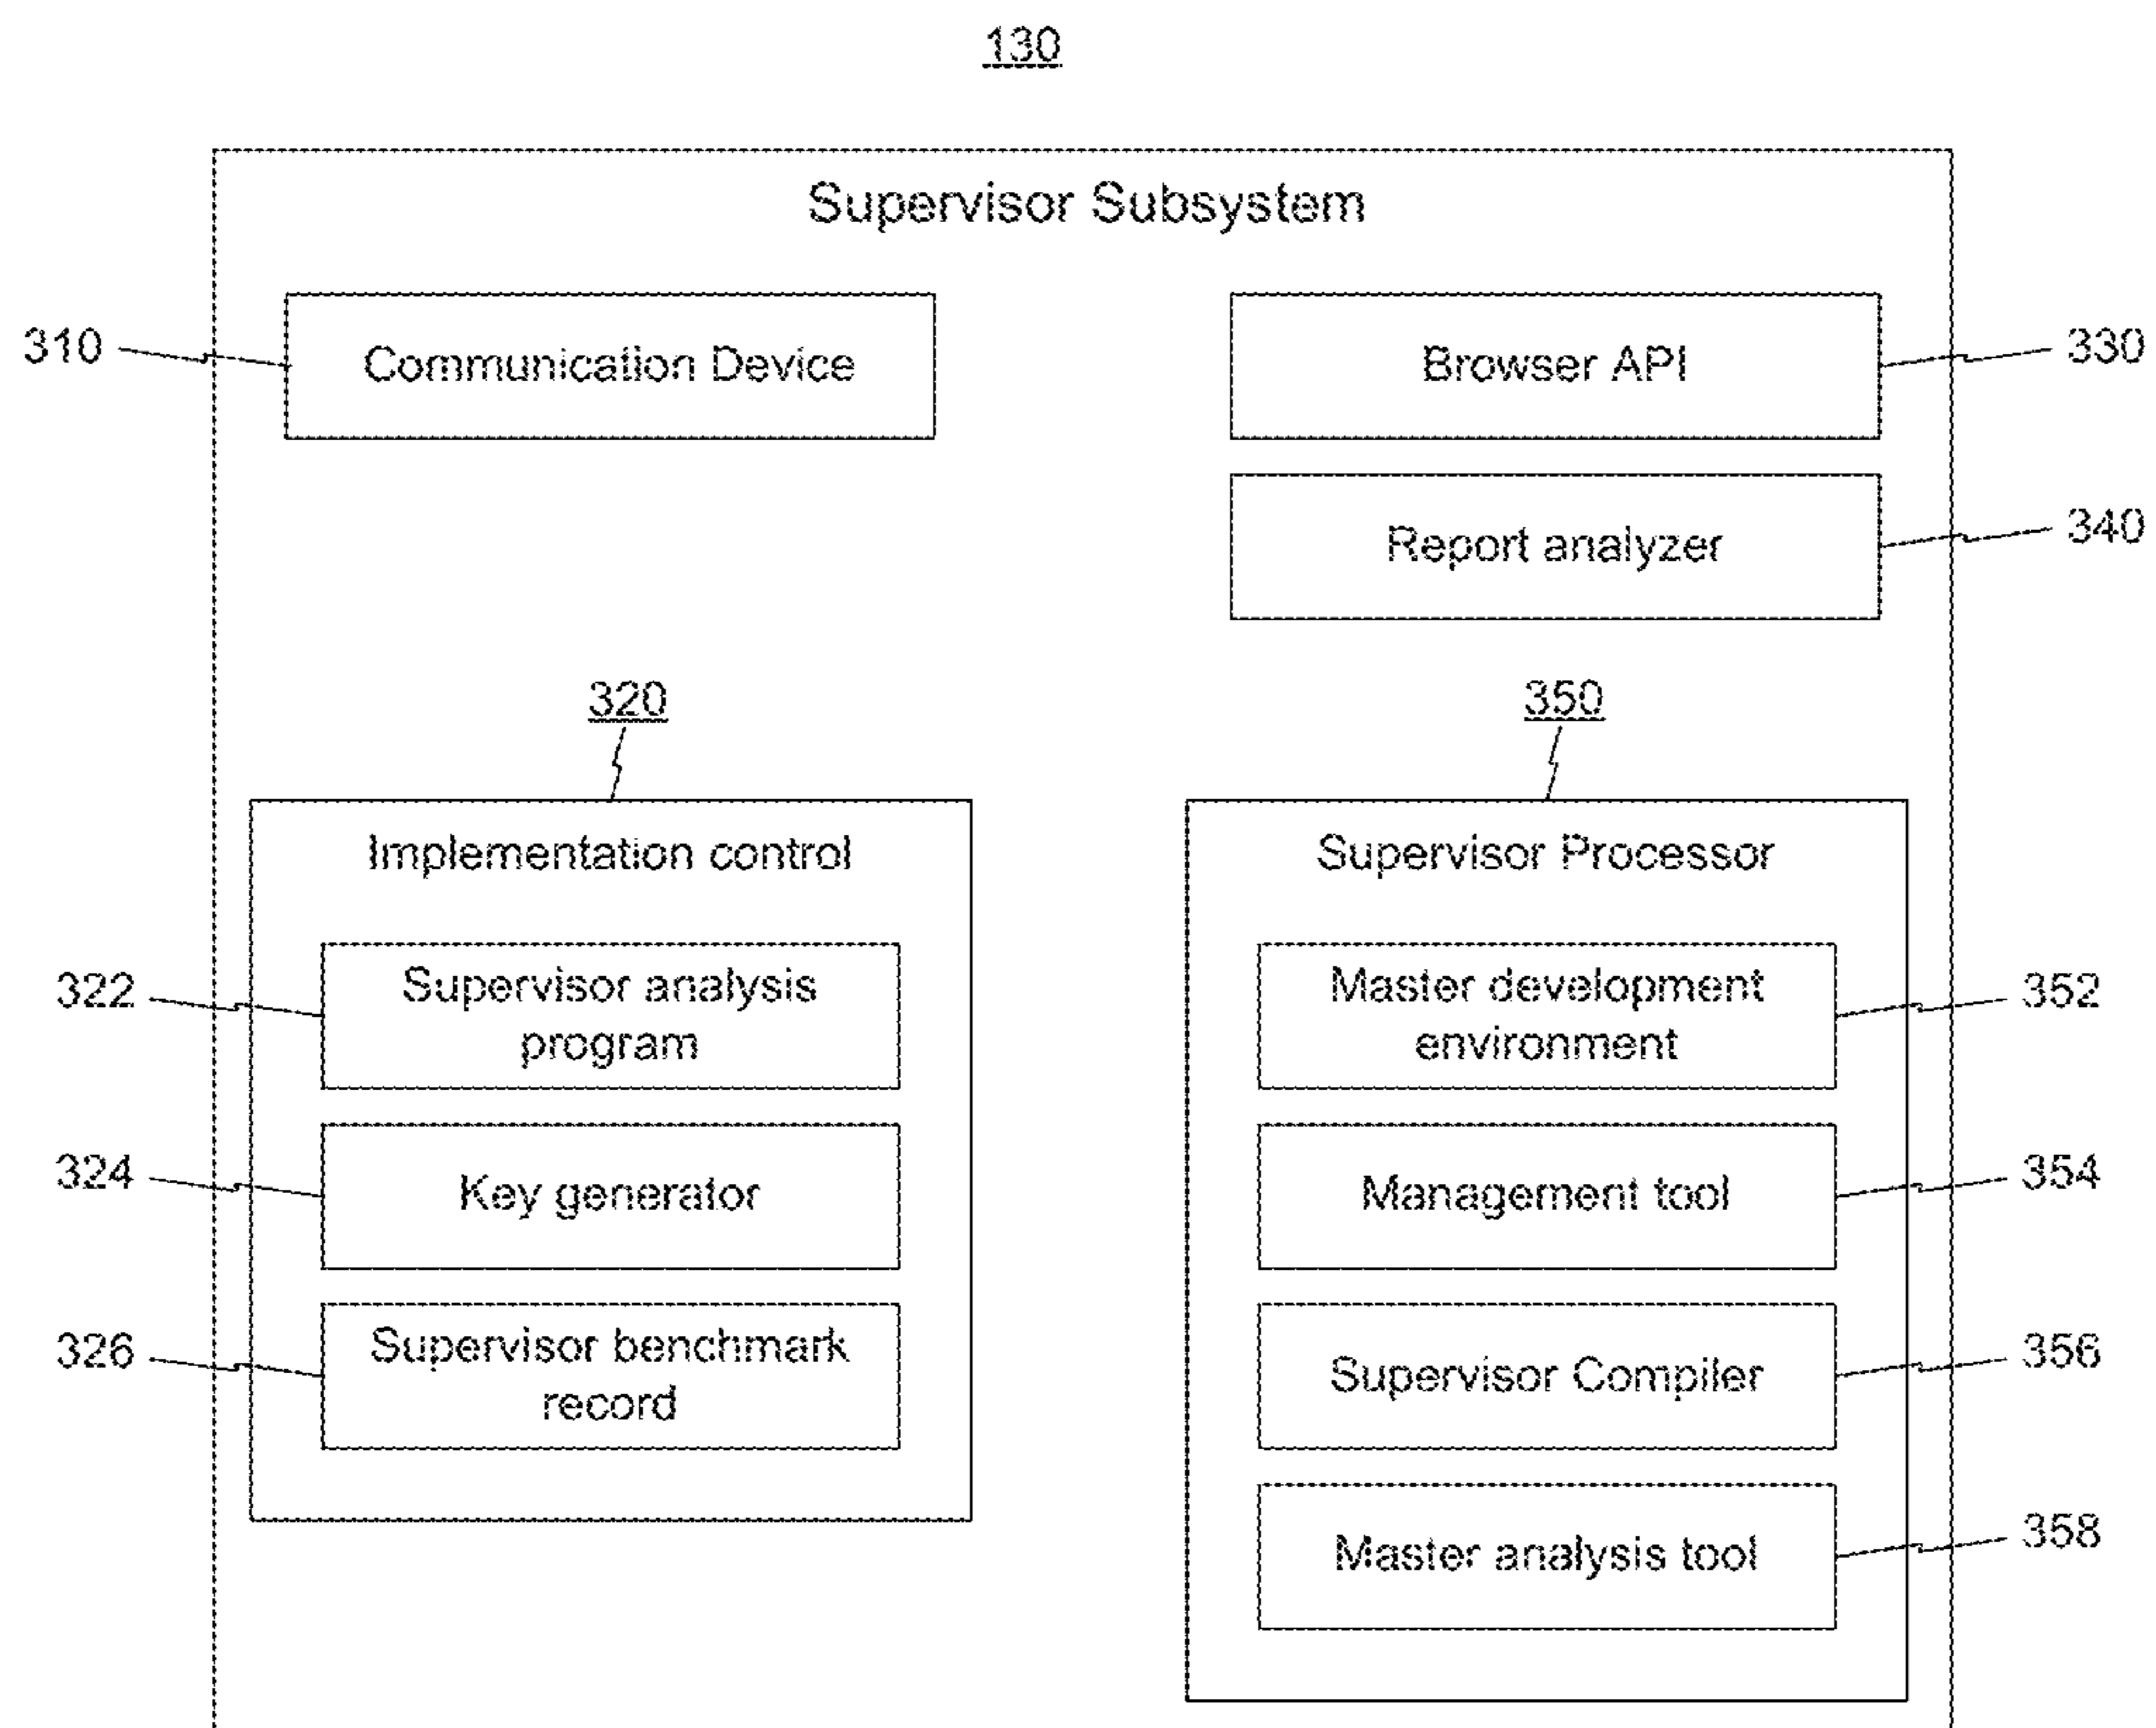 130
Supervisor Subsystem
310
Communication Device
Browser API
330
Report analyzer
340
320
350
Implementation control
Supervisor Processor
322
Supervisor analysis
program
Master development
environment
352
324
Key generator
Management tool
354
326
Supervisor benchmark
record
Supervisor Compiler
356
Master analysis tool
358